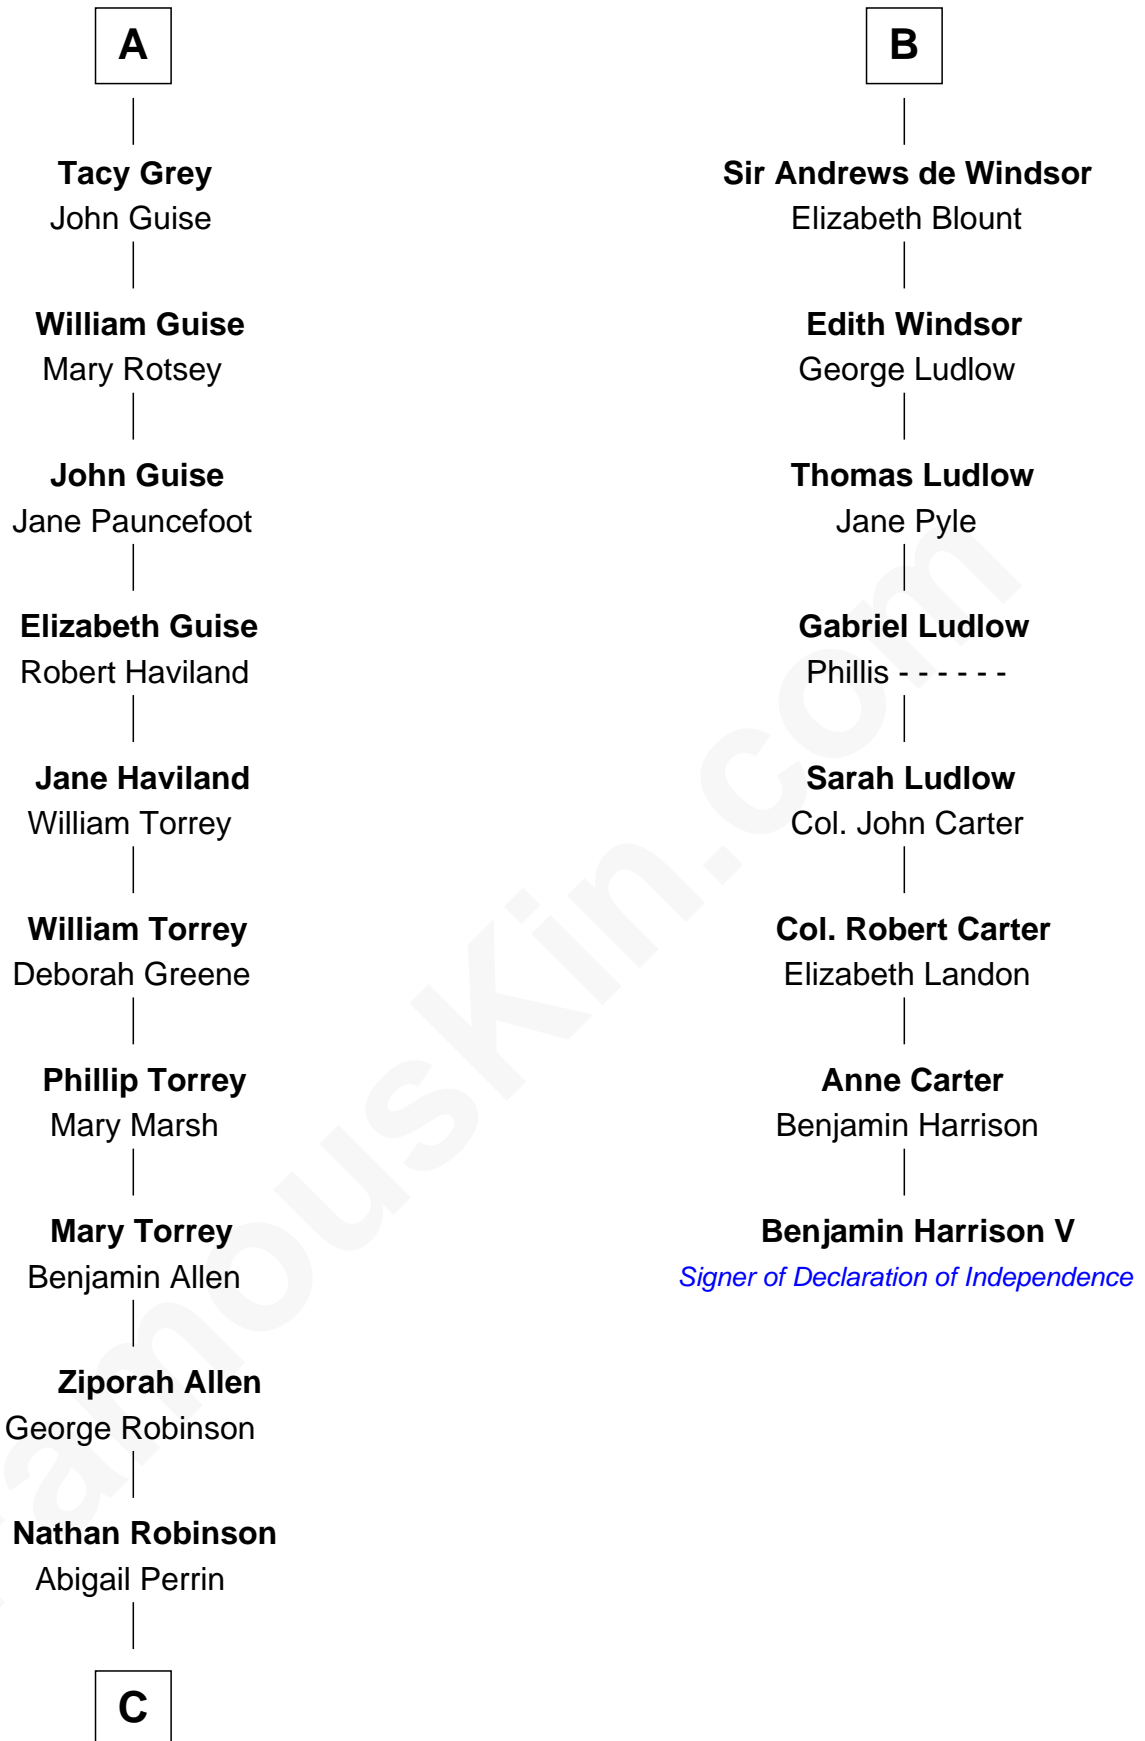 A
Tacy Grey
John Guise
William Guise
Mary Rotsey
John Guise
Jane Pauncefoot
Elizabeth Guise
Robert Haviland
Jane Haviland
William Torrey
William Torrey
Deborah Greene
Phillip Torrey
Mary Marsh
Mary Torrey
Benjamin Allen
Ziporah Allen
George Robinson
Nathan Robinson
Abigail Perrin
C
B
Sir Andrews de Windsor
Elizabeth Blount
Edith Windsor
George Ludlow
Thomas Ludlow
Jane Pyle
Gabriel Ludlow
Phillis - - - - - -
Sarah Ludlow
Col. John Carter
Col. Robert Carter
Elizabeth Landon
Anne Carter
Benjamin Harrison
Benjamin Harrison V
Signer of Declaration of Independence
FamousKin.com